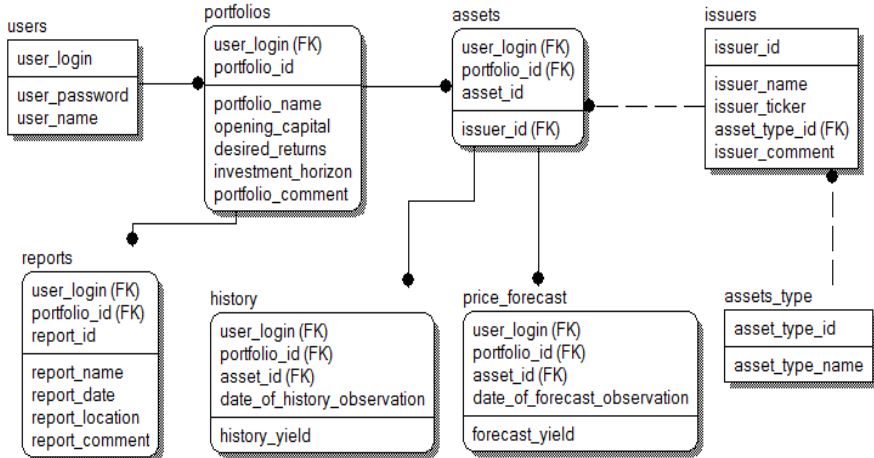 users
user_login
user_password
user_name
portfolios
user_login (FK)
portfolio_id
portfolio_name
opening_capital
desired_returns
investment_horizon
portfolio_comment
assets
user_login (FK)
portfolio_id (FK)
asset_id
issuer_id (FK)
issuers
issuer_id
issuer_name
issuer_ticker
asset_type_id (FK)
issuer_comment
reports
user_login (FK)
portfolio_id (FK)
report_id
report_name
report_date
report_location
report_comment
history
user_login (FK)
portfolio_id (FK)
asset_id (FK)
date_of_history_observation
history_yield
price_forecast
user_login (FK)
portfolio_id (FK)
asset_id (FK)
date_of_forecast_observation
forecast_yield
assets_type
asset_type_id
asset_type_name